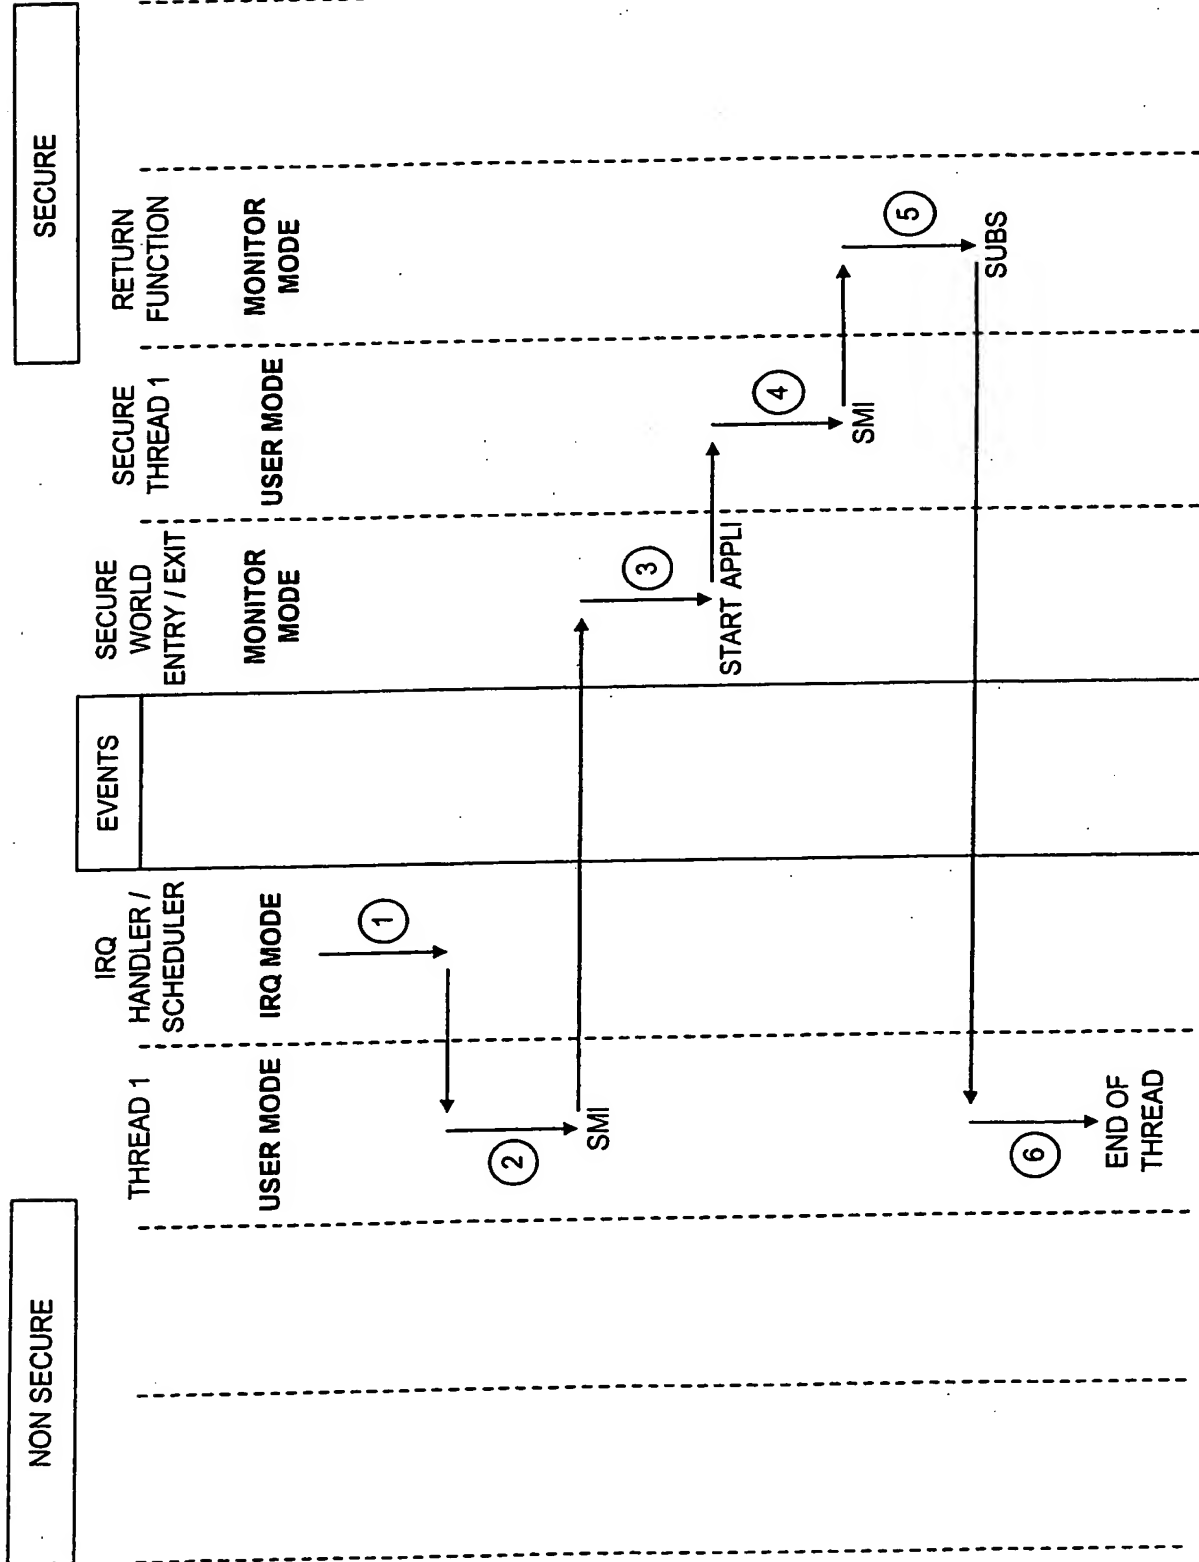 NON SECURE
SECURE
EVENTS
THREAD 1
USER MODE
IRQ
HANDLER /
SCHEDULER
IRQ MODE
SECURE
WORLD
ENTRY / EXIT
MONITOR
MODE
SECURE
THREAD 1
USER MODE
RETURN
FUNCTION
MONITOR
MODE
1
2
SMI
3
START APPLI
4
SMI
5
SUBS
6
END OF
THREAD